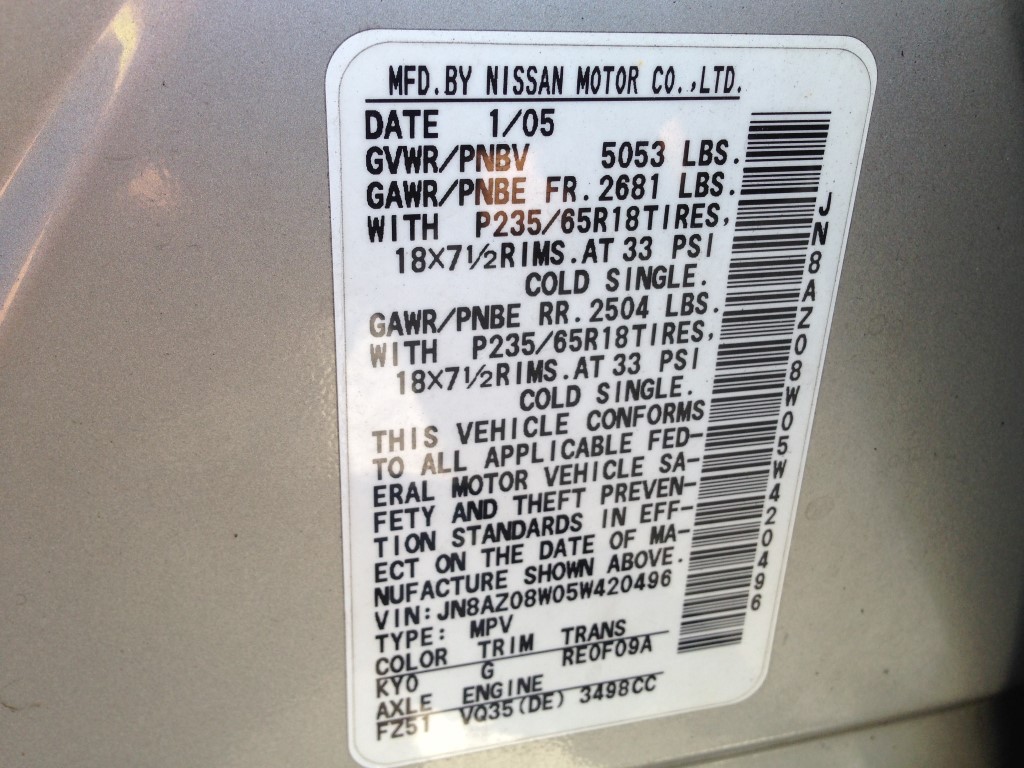 MFD.BY NISSAN MOTOR CO.,LTD.
DATE 1/05
GVWR/PNBV 5053 LBS.
GAWR/PNBE FR.2681 LBS.
WITH P235/65R18TIRES,
18×7½RIMS.AT 33 PSI
COLD SINGLE.
GAWR/PNBE RR.2504 LBS.
WITH P235/65R18TIRES,
18×7½RIMS.AT 33 PSI
COLD SINGLE.
THIS VEHICLE CONFORMS
TO ALL APPLICABLE FED-
ERAL MOTOR VEHICLE SA-
FETY AND THEFT PREVEN-
TION STANDARDS IN EFF-
ECT ON THE DATE OF MA-
NUFACTURE SHOWN ABOVE.
VIN:JN8AZ08W05W420496
TYPE: MPV
COLOR TRIM TRANS
KY0 G RE0F09A
AXLE ENGINE
FZ51 VQ35(DE) 3498CC
JN8AZ08W05W420496